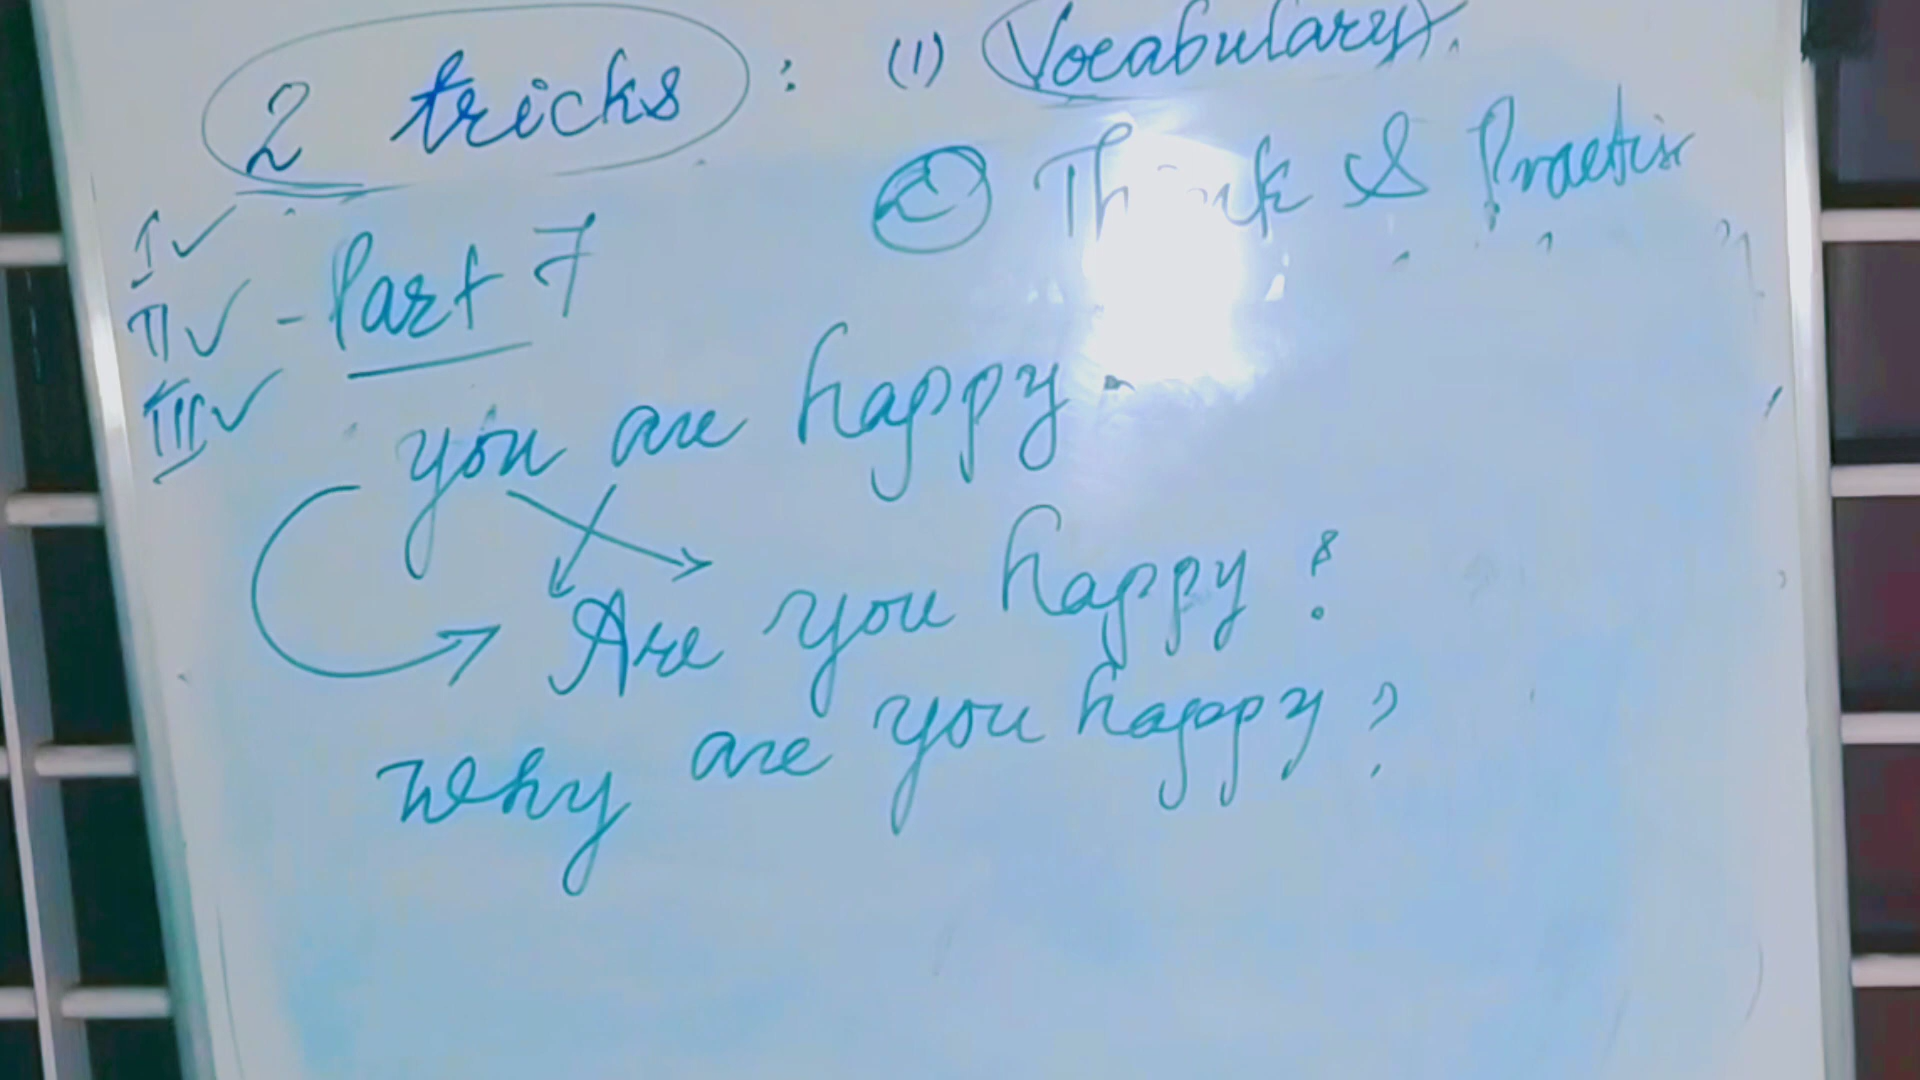 2 tricks : (1) Vocabulary.
(2) Think & Practise
I ✓
II ✓ - Part 7
III ✓
you are happy.
Are you happy ?
Why are you happy ?